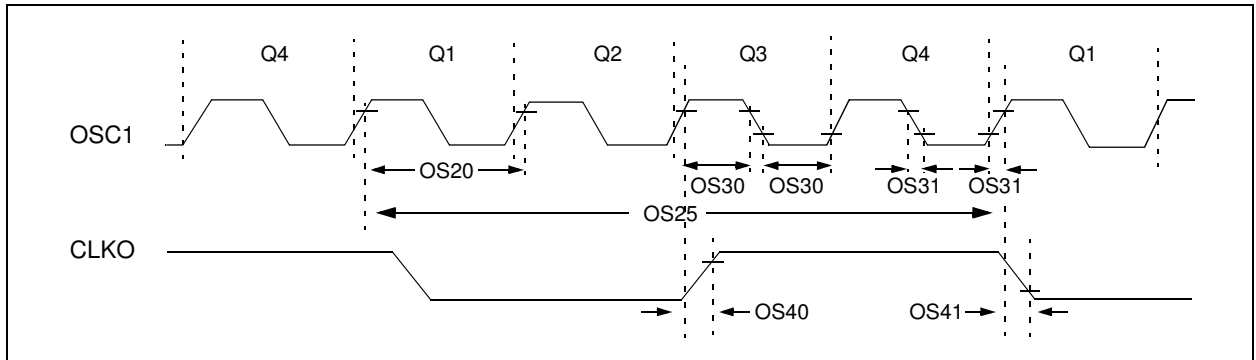 Q4 Q1 Q2 Q3 Q4 Q1
OSC1
OS20
OS30 OS30 OS31 OS31
OS25
CLKO
OS40 OS41